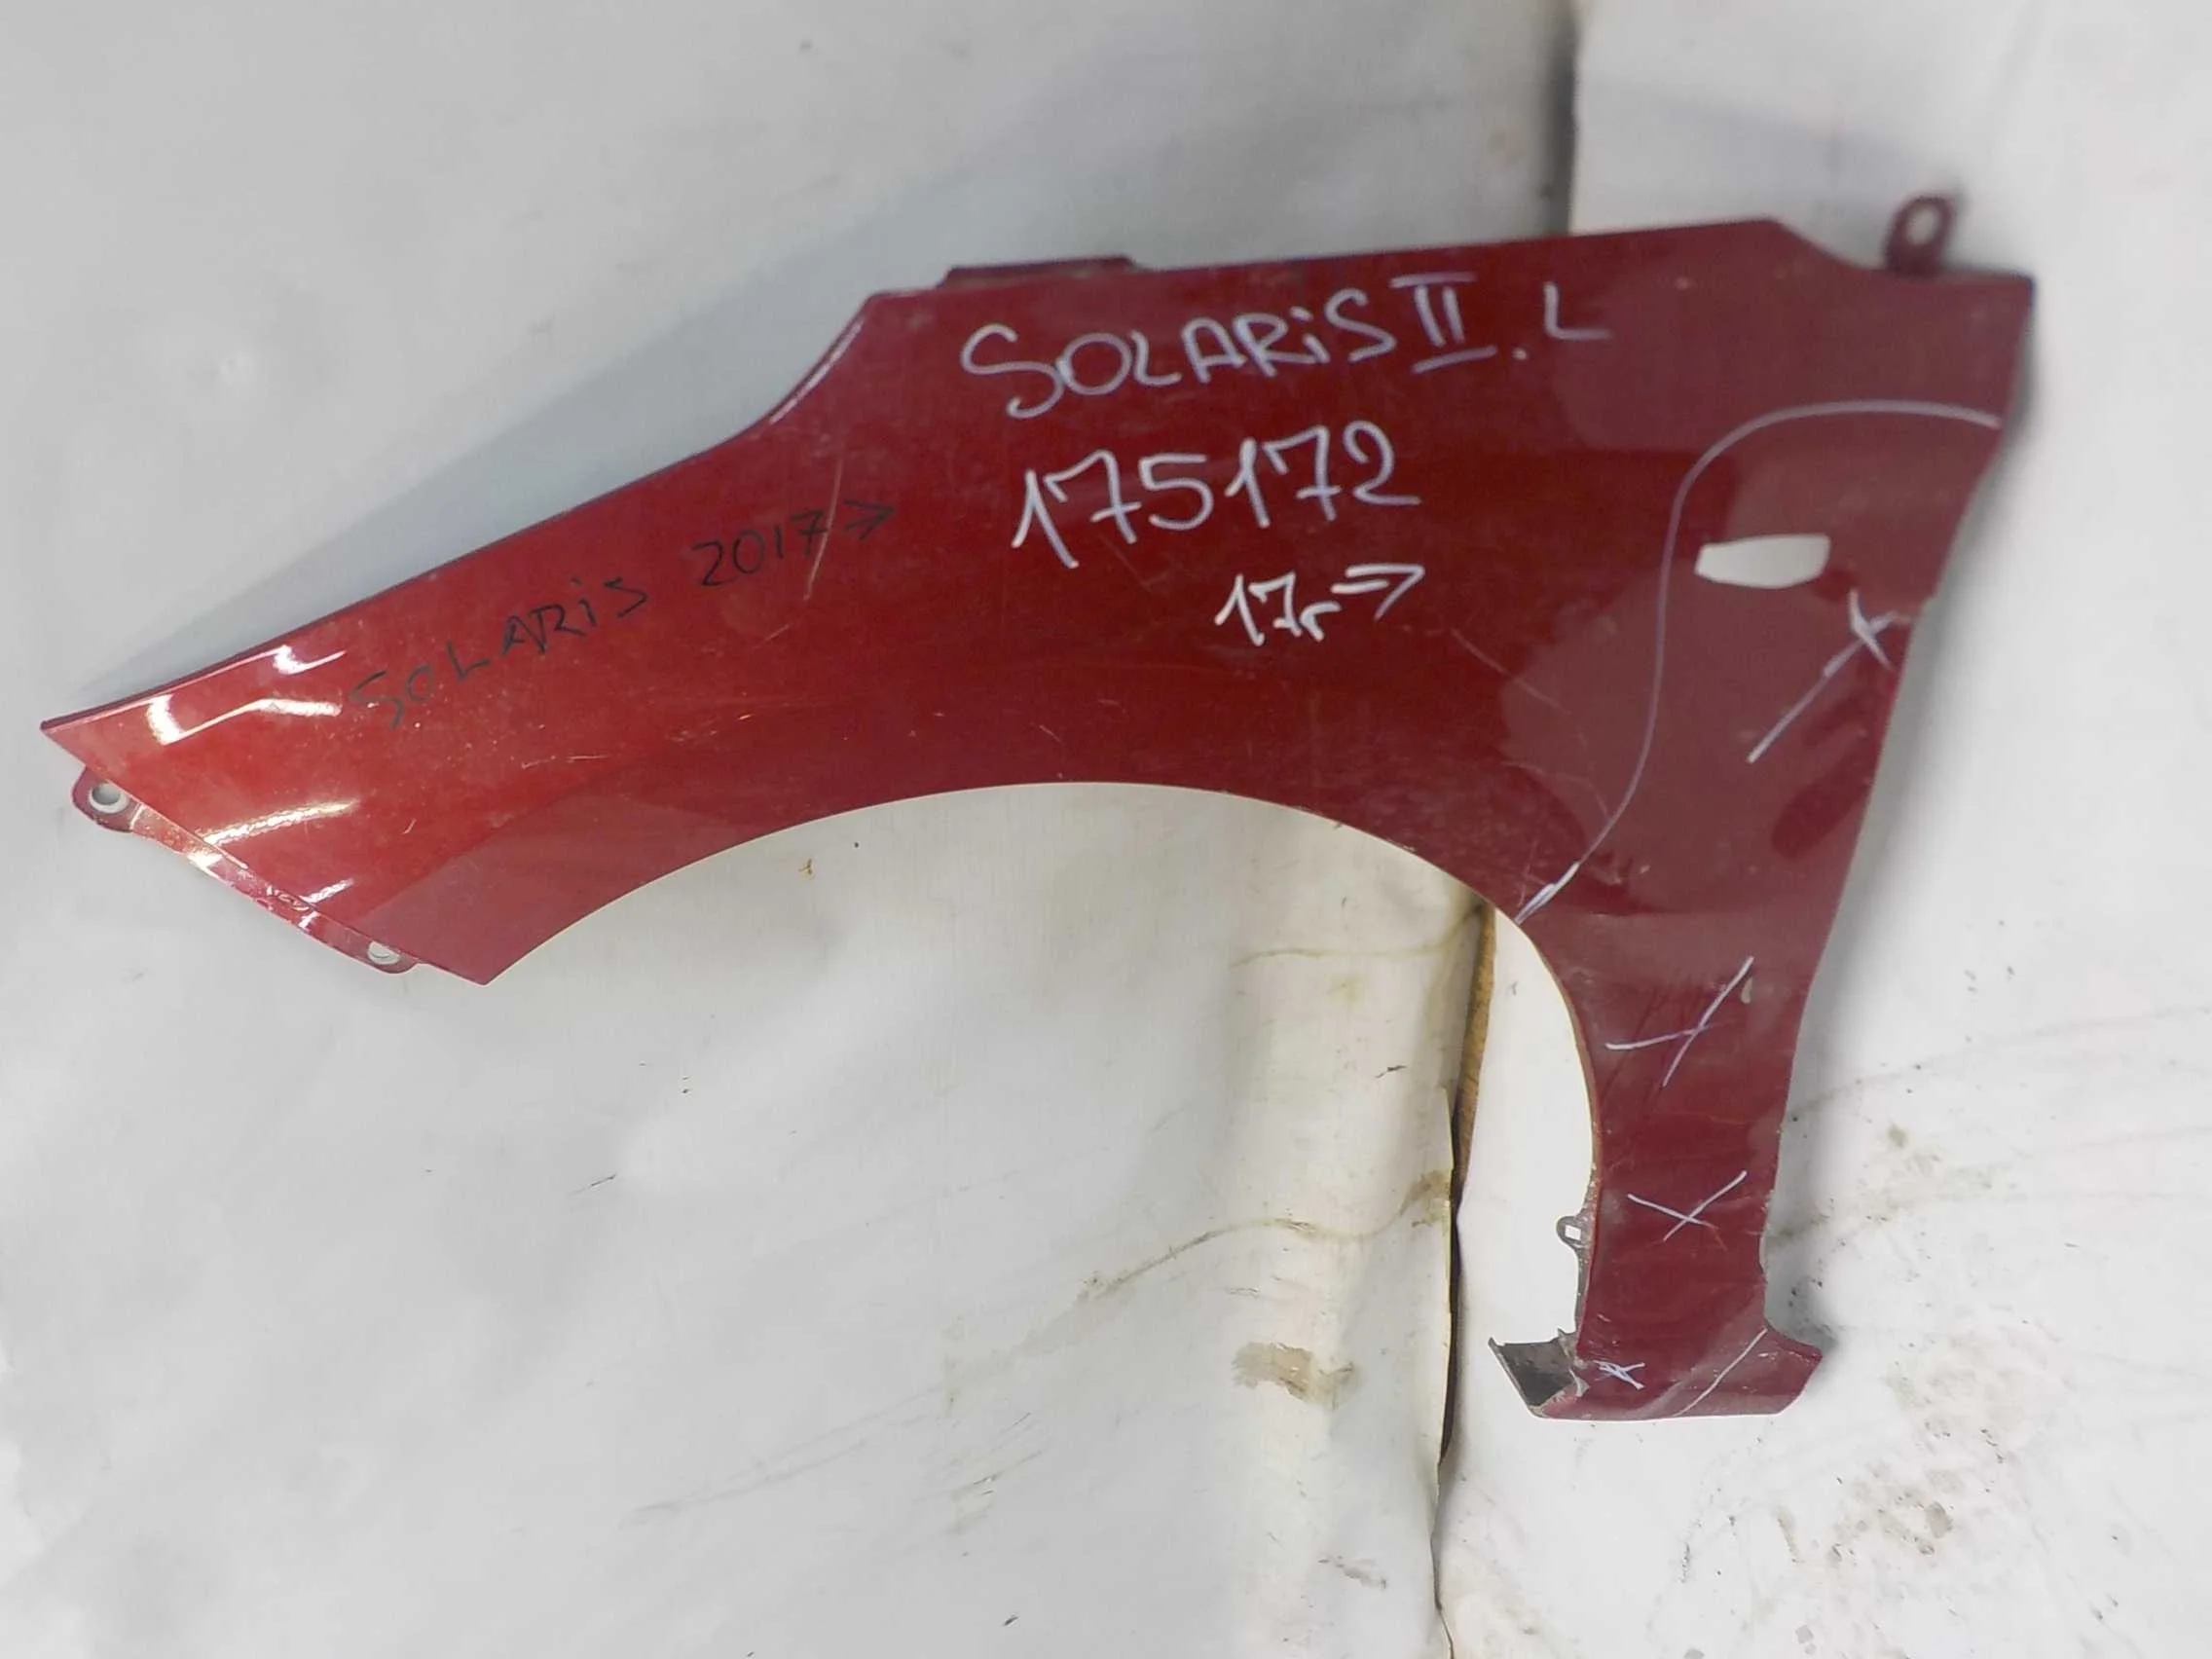 SOLARiS II. L
175172
17г =>
SOLARiS 2017 =>